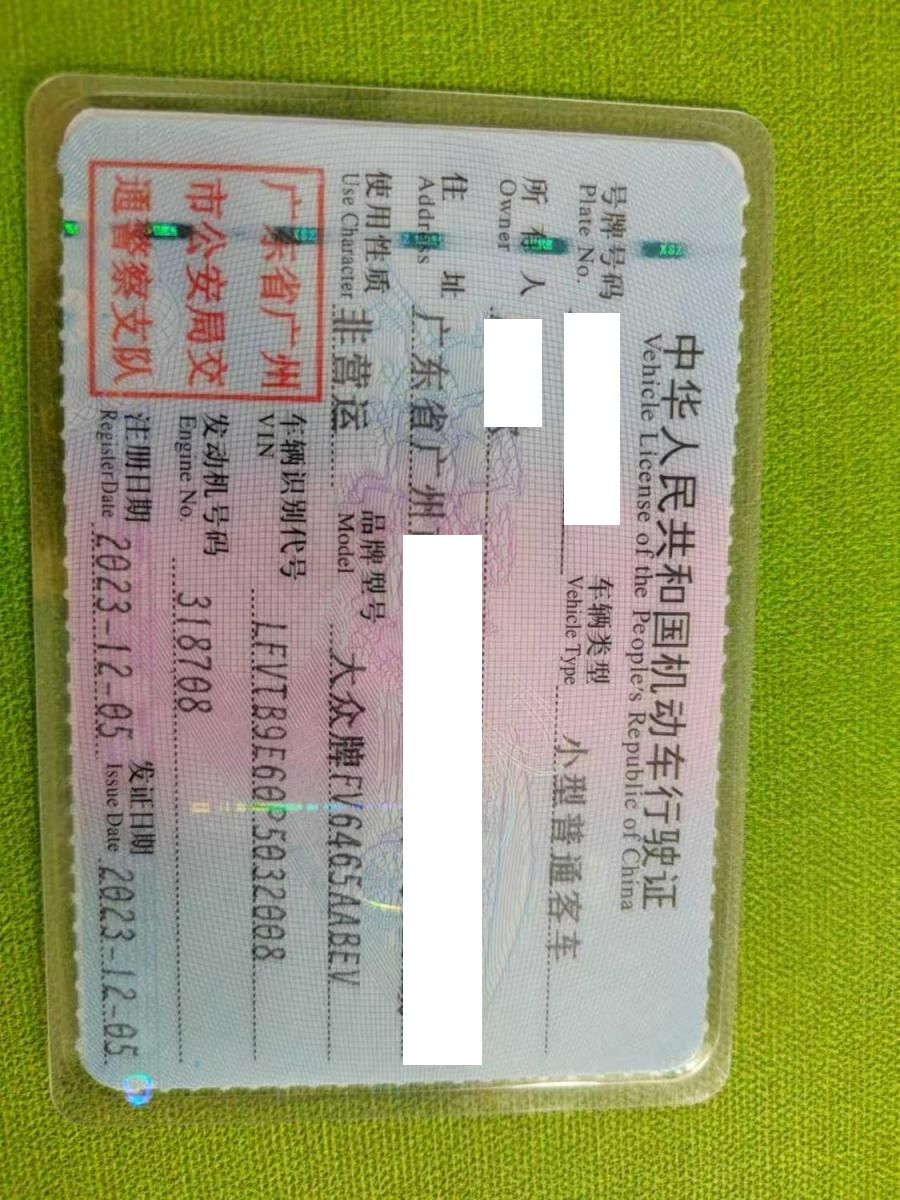 中华人民共和国机动车行驶证
Vehicle License of the People's Republic of China
号牌号码
Plate No.
车辆类型
Vehicle Type
小型普通客车
所有人
Owner
住址
Address
广东省广州
使用性质
Use Character
非营运
品牌型号
Model
大众牌FV6465AABEV
广东省广州
市公安局交
通警察支队
车辆识别代号
VIN
LFVTB9E60P5032008
发动机号码
Engine No.
318708
注册日期
Register Date
2023-12-05
发证日期
Issue Date
2023-12-05